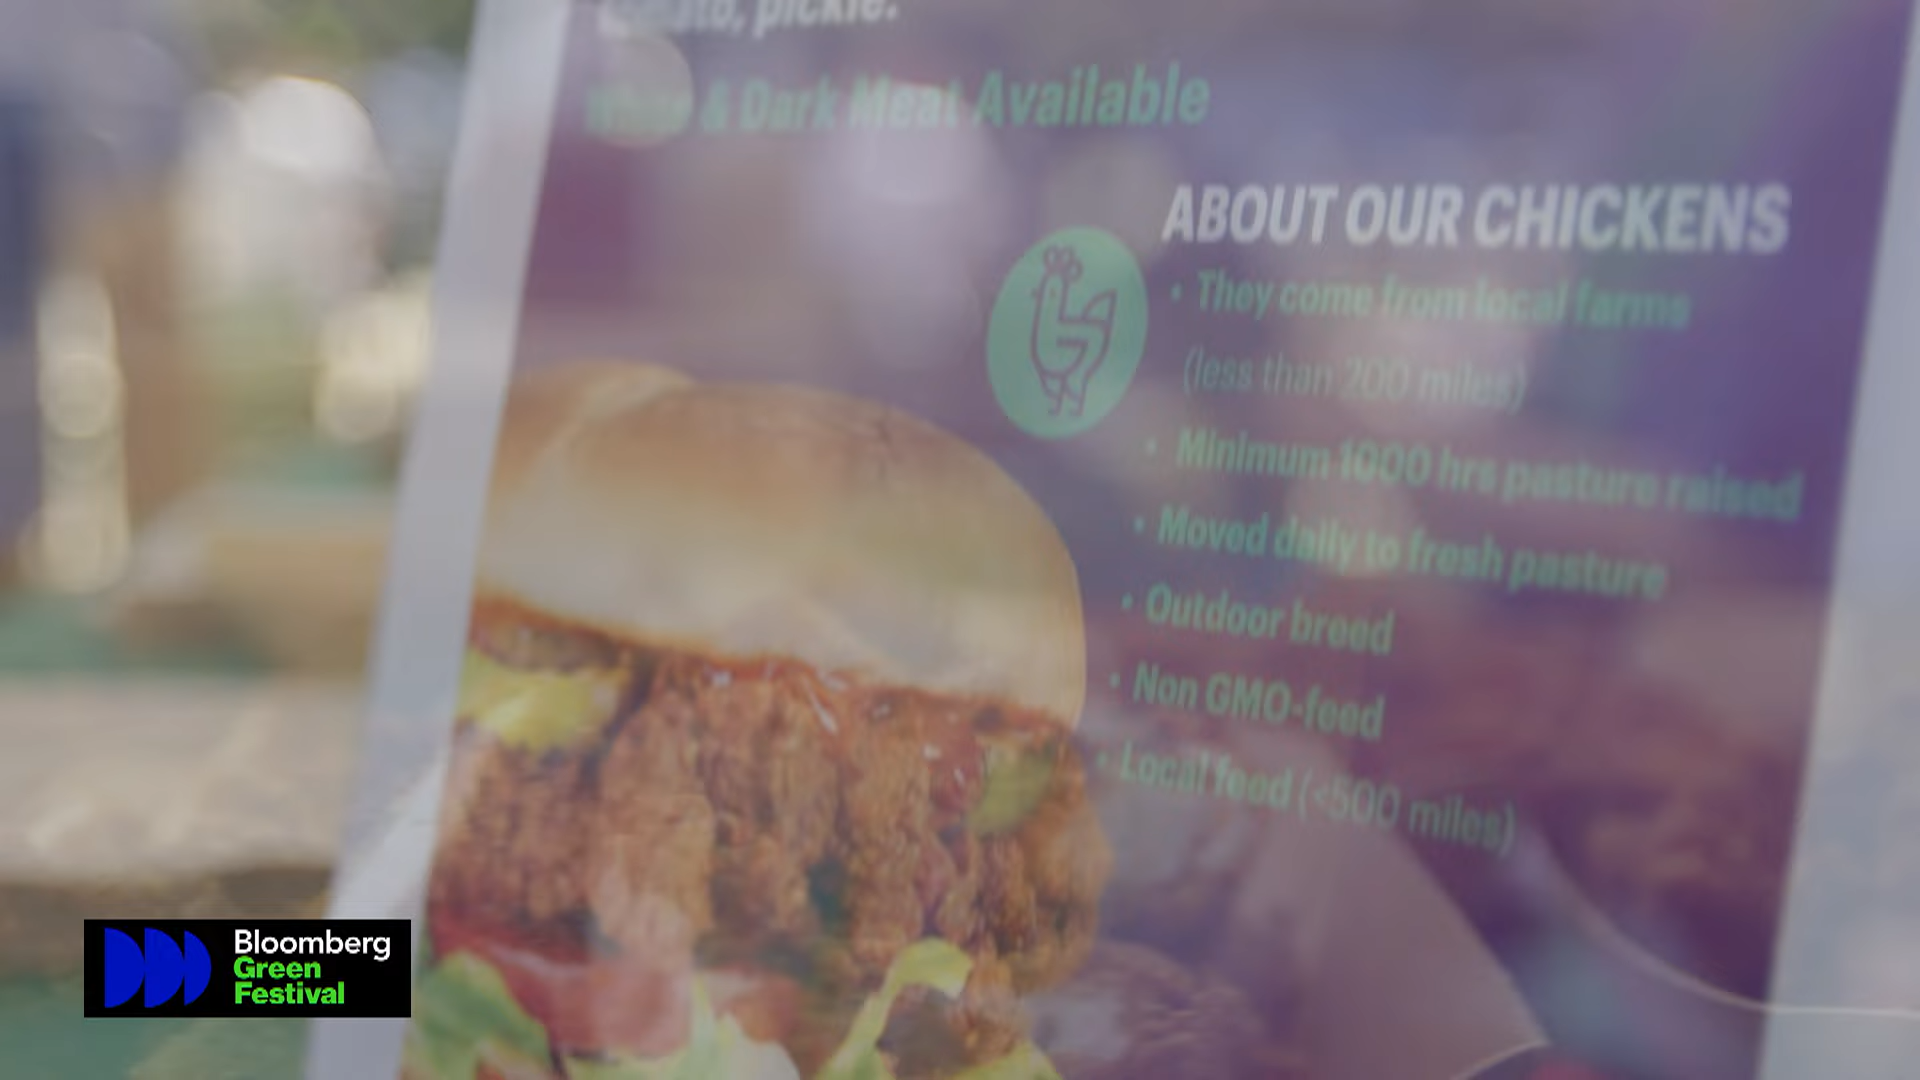 pickle.
White & Dark Meat Available
ABOUT OUR CHICKENS
• They come from local farms
(less than 200 miles)
• Minimum 1000 hrs pasture raised
• Moved daily to fresh pasture
• Outdoor breed
• Non GMO-feed
• Local feed (<500 miles)
Bloomberg
Green
Festival